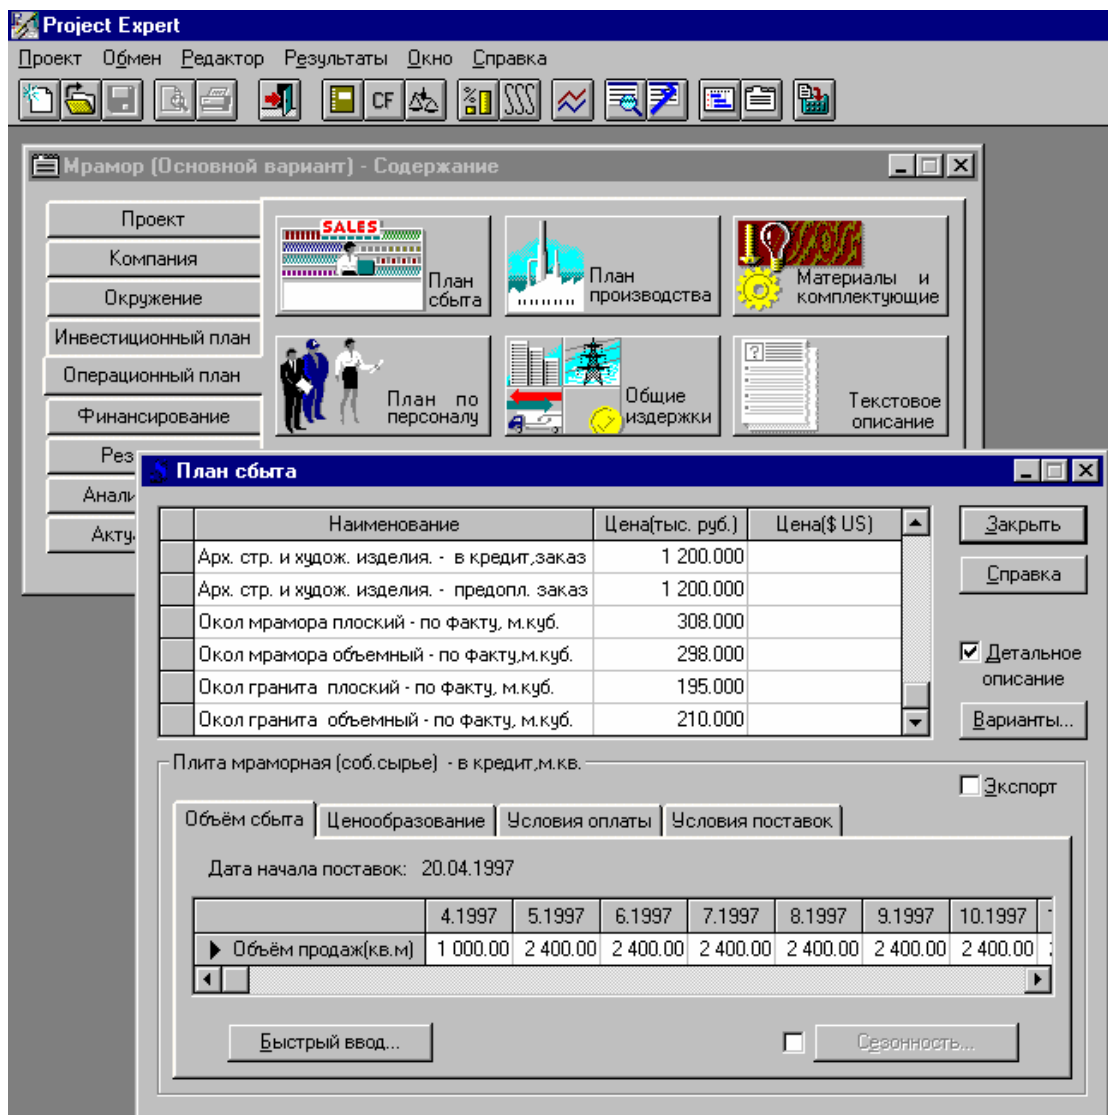 Project Expert
Проект Обмен Редактор Результаты Окно Справка
CF
Мрамор (Основной вариант) - Содержание
Проект
Компания
Окружение
Инвестиционный план
Операционный план
Финансирование
Рез
Анали
Акту
SALES
План сбыта
План производства
Материалы и комплектующие
План по персоналу
Общие издержки
?
Текстовое описание
План сбыта
Наименование Цена(тыс. руб.) Цена($ US)
Арх. стр. и худож. изделия. - в кредит,заказ 1 200.000
Арх. стр. и худож. изделия. - предопл. заказ 1 200.000
Окол мрамора плоский - по факту, м.куб. 308.000
Окол мрамора объемный - по факту,м.куб. 298.000
Окол гранита плоский - по факту, м.куб. 195.000
Окол гранита объемный - по факту, м.куб. 210.000
Закрыть
Справка
Детальное описание
Варианты...
Плита мраморная (соб.сырье) - в кредит,м.кв.
Экспорт
Объём сбыта Ценообразование Условия оплаты Условия поставок
Дата начала поставок: 20.04.1997
4.1997 5.1997 6.1997 7.1997 8.1997 9.1997 10.1997
Объём продаж(кв.м) 1 000.00 2 400.00 2 400.00 2 400.00 2 400.00 2 400.00 2 400.00
Быстрый ввод... Сезонность...